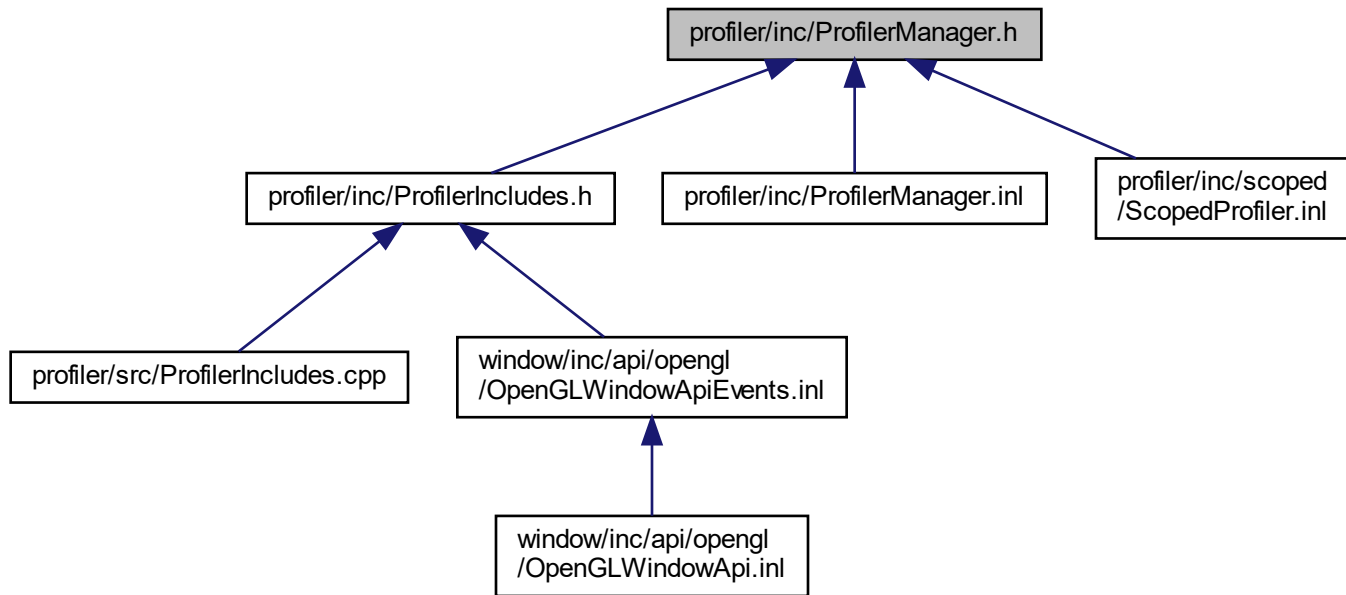 profiler/inc/ProfilerManager.h
profiler/inc/ProfilerIncludes.h
profiler/inc/ProfilerManager.inl
profiler/inc/scoped
/ScopedProfiler.inl
profiler/src/ProfilerIncludes.cpp
window/inc/api/opengl
/OpenGLWindowApiEvents.inl
window/inc/api/opengl
/OpenGLWindowApi.inl